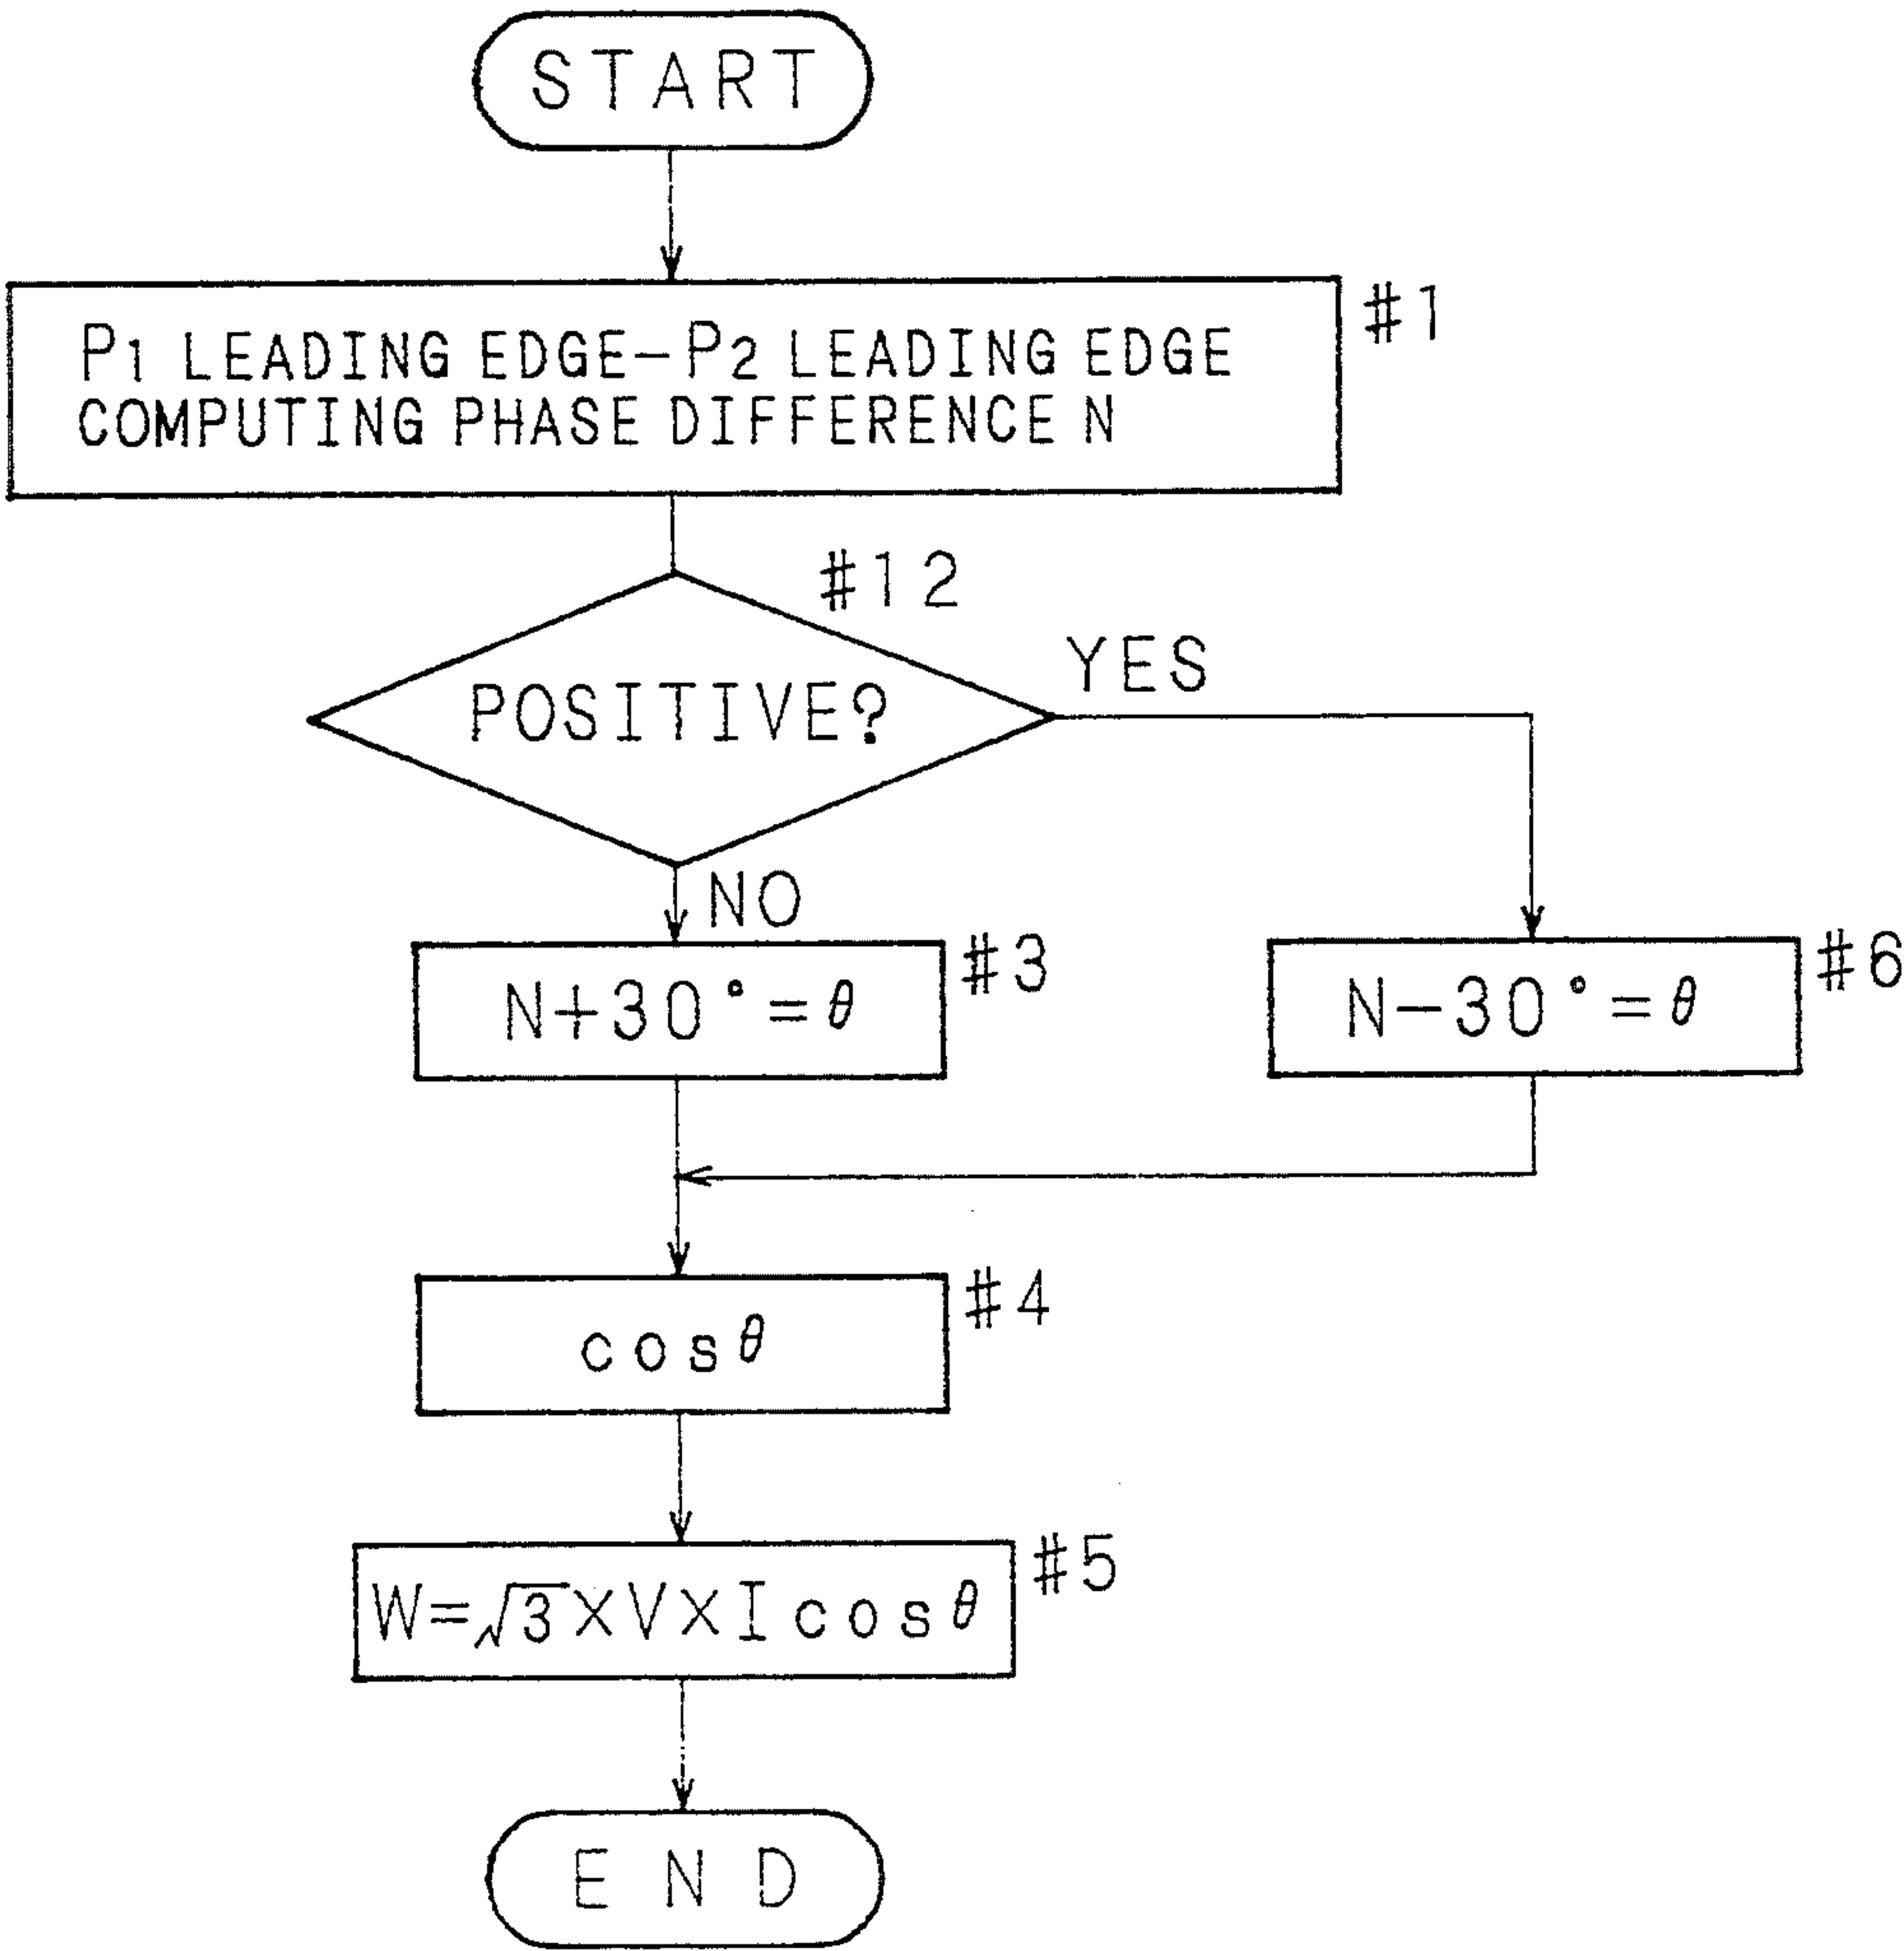 START
#1
P1 LEADING EDGE-P2 LEADING EDGE
COMPUTING PHASE DIFFERENCE N
#12
YES
POSITIVE?
NO
#3
N+30°=θ
#6
N-30°=θ
#4
cosθ
#5
W=√3×V×I cosθ
END